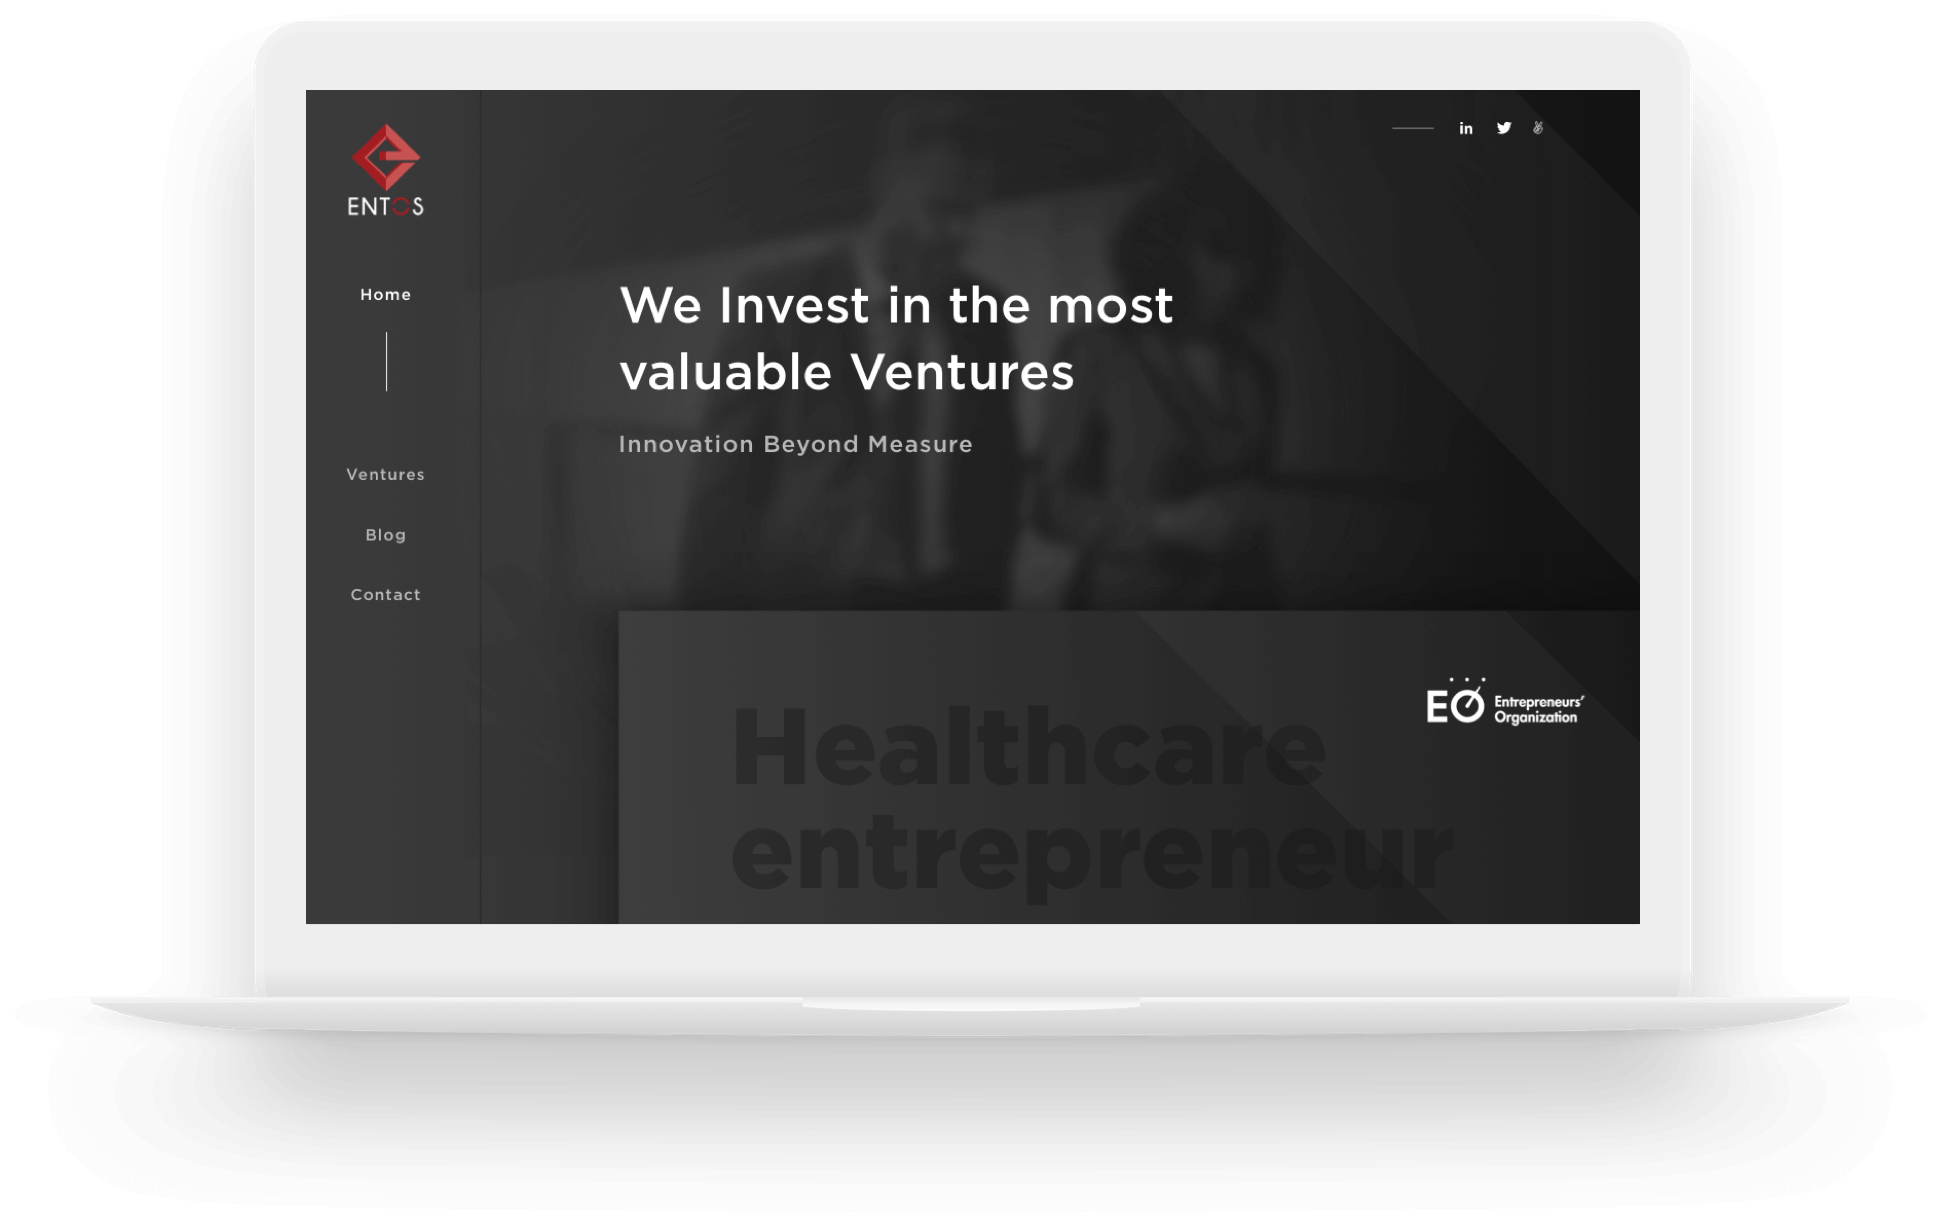 ENTOS
Home
Ventures
Blog
Contact
in
We Invest in the most
valuable Ventures
Innovation Beyond Measure
EO Entrepreneurs'
Organization
Healthcare
entrepreneur